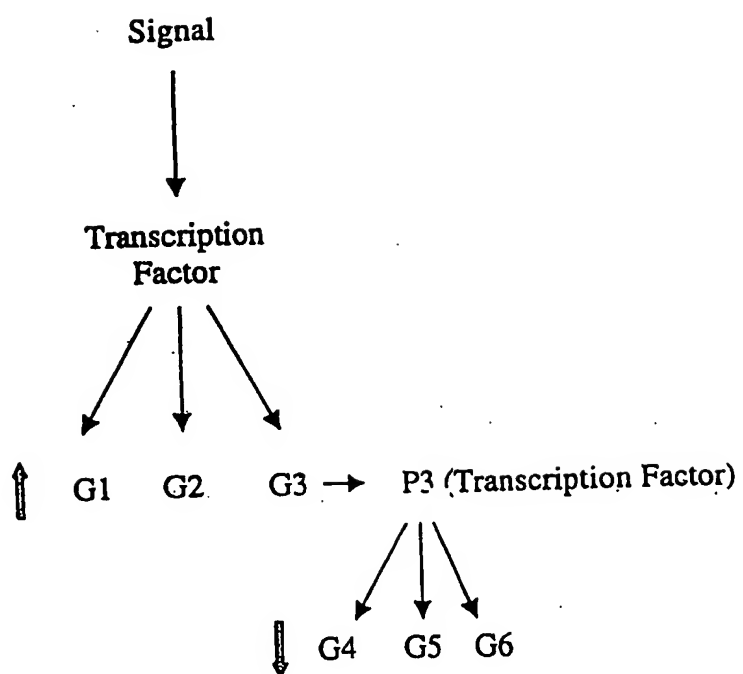 Signal
Transcription
Factor
G1 G2 G3 P3 (Transcription Factor)
G4 G5 G6